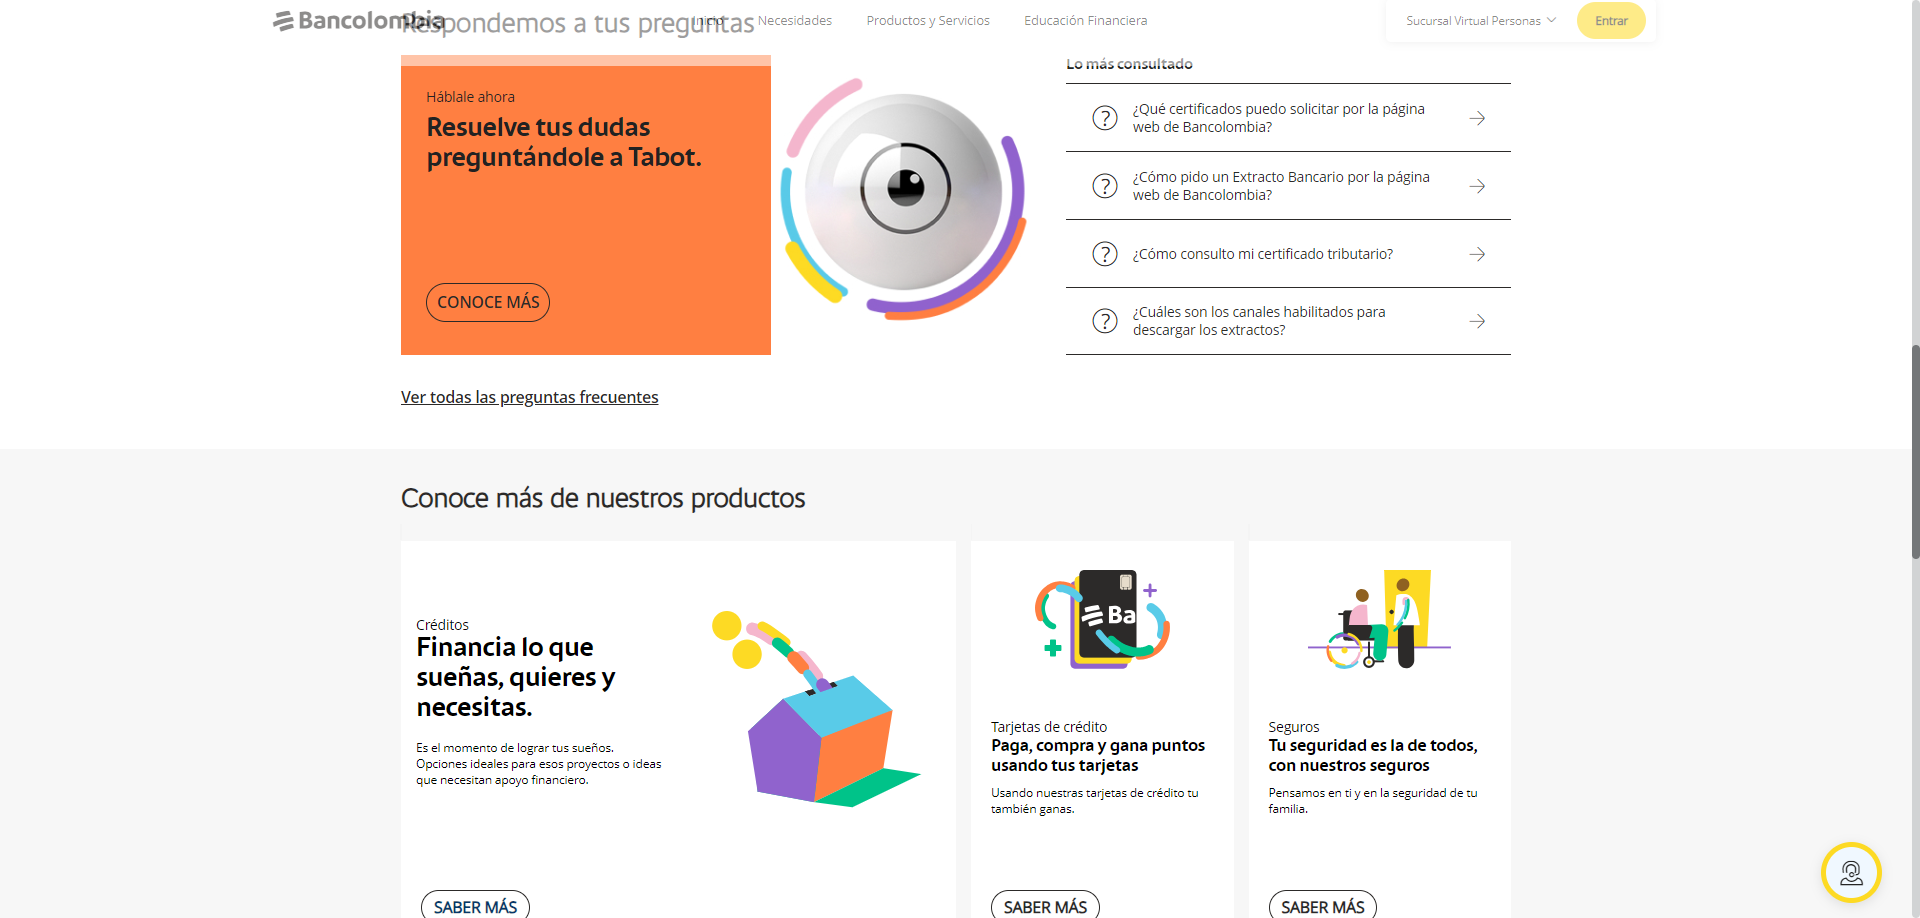 Bancolombia
Respondemos a tus preguntas
Inicio
Necesidades
Productos y Servicios
Educación Financiera
Sucursal Virtual Personas
Entrar
Háblale ahora
Resuelve tus dudas
preguntándole a Tabot.
CONOCE MÁS
Lo más consultado
¿Qué certificados puedo solicitar por la página
web de Bancolombia?
¿Cómo pido un Extracto Bancario por la página
web de Bancolombia?
¿Cómo consulto mi certificado tributario?
¿Cuáles son los canales habilitados para
descargar los extractos?
Ver todas las preguntas frecuentes
Conoce más de nuestros productos
Créditos
Financia lo que
sueñas, quieres y
necesitas.
Es el momento de lograr tus sueños.
Opciones ideales para esos proyectos o ideas
que necesitan apoyo financiero.
SABER MÁS
Ba
Tarjetas de crédito
Paga, compra y gana puntos
usando tus tarjetas
Usando nuestras tarjetas de crédito tu
también ganas.
SABER MÁS
Seguros
Tu seguridad es la de todos,
con nuestros seguros
Pensamos en ti y en la seguridad de tu
familia.
SABER MÁS